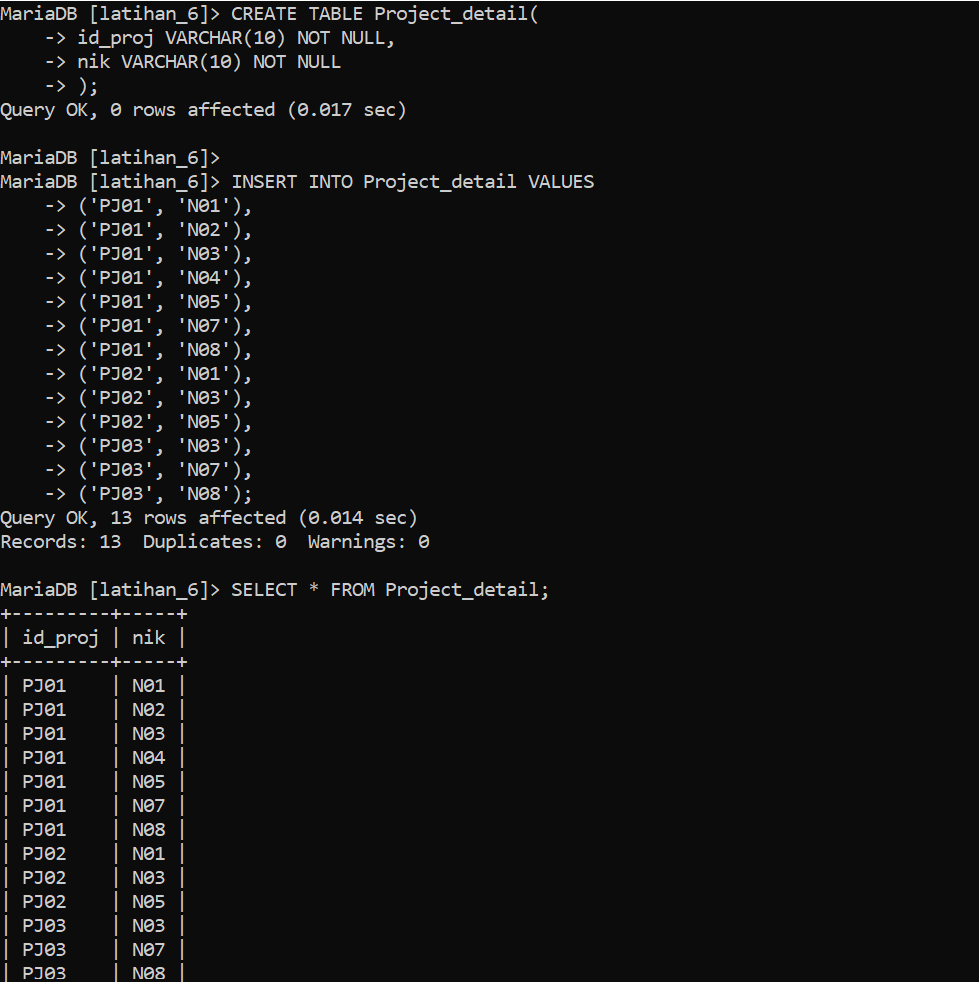 MariaDB [latihan_6]> CREATE TABLE Project_detail(
    -> id_proj VARCHAR(10) NOT NULL,
    -> nik VARCHAR(10) NOT NULL
    -> );
Query OK, 0 rows affected (0.017 sec)

MariaDB [latihan_6]>
MariaDB [latihan_6]> INSERT INTO Project_detail VALUES
    -> ('PJ01', 'N01'),
    -> ('PJ01', 'N02'),
    -> ('PJ01', 'N03'),
    -> ('PJ01', 'N04'),
    -> ('PJ01', 'N05'),
    -> ('PJ01', 'N07'),
    -> ('PJ01', 'N08'),
    -> ('PJ02', 'N01'),
    -> ('PJ02', 'N03'),
    -> ('PJ02', 'N05'),
    -> ('PJ03', 'N03'),
    -> ('PJ03', 'N07'),
    -> ('PJ03', 'N08');
Query OK, 13 rows affected (0.014 sec)
Records: 13  Duplicates: 0  Warnings: 0

MariaDB [latihan_6]> SELECT * FROM Project_detail;
+---------+-----+
| id_proj | nik |
+---------+-----+
| PJ01    | N01 |
| PJ01    | N02 |
| PJ01    | N03 |
| PJ01    | N04 |
| PJ01    | N05 |
| PJ01    | N07 |
| PJ01    | N08 |
| PJ02    | N01 |
| PJ02    | N03 |
| PJ02    | N05 |
| PJ03    | N03 |
| PJ03    | N07 |
| PJ03    | N08 |